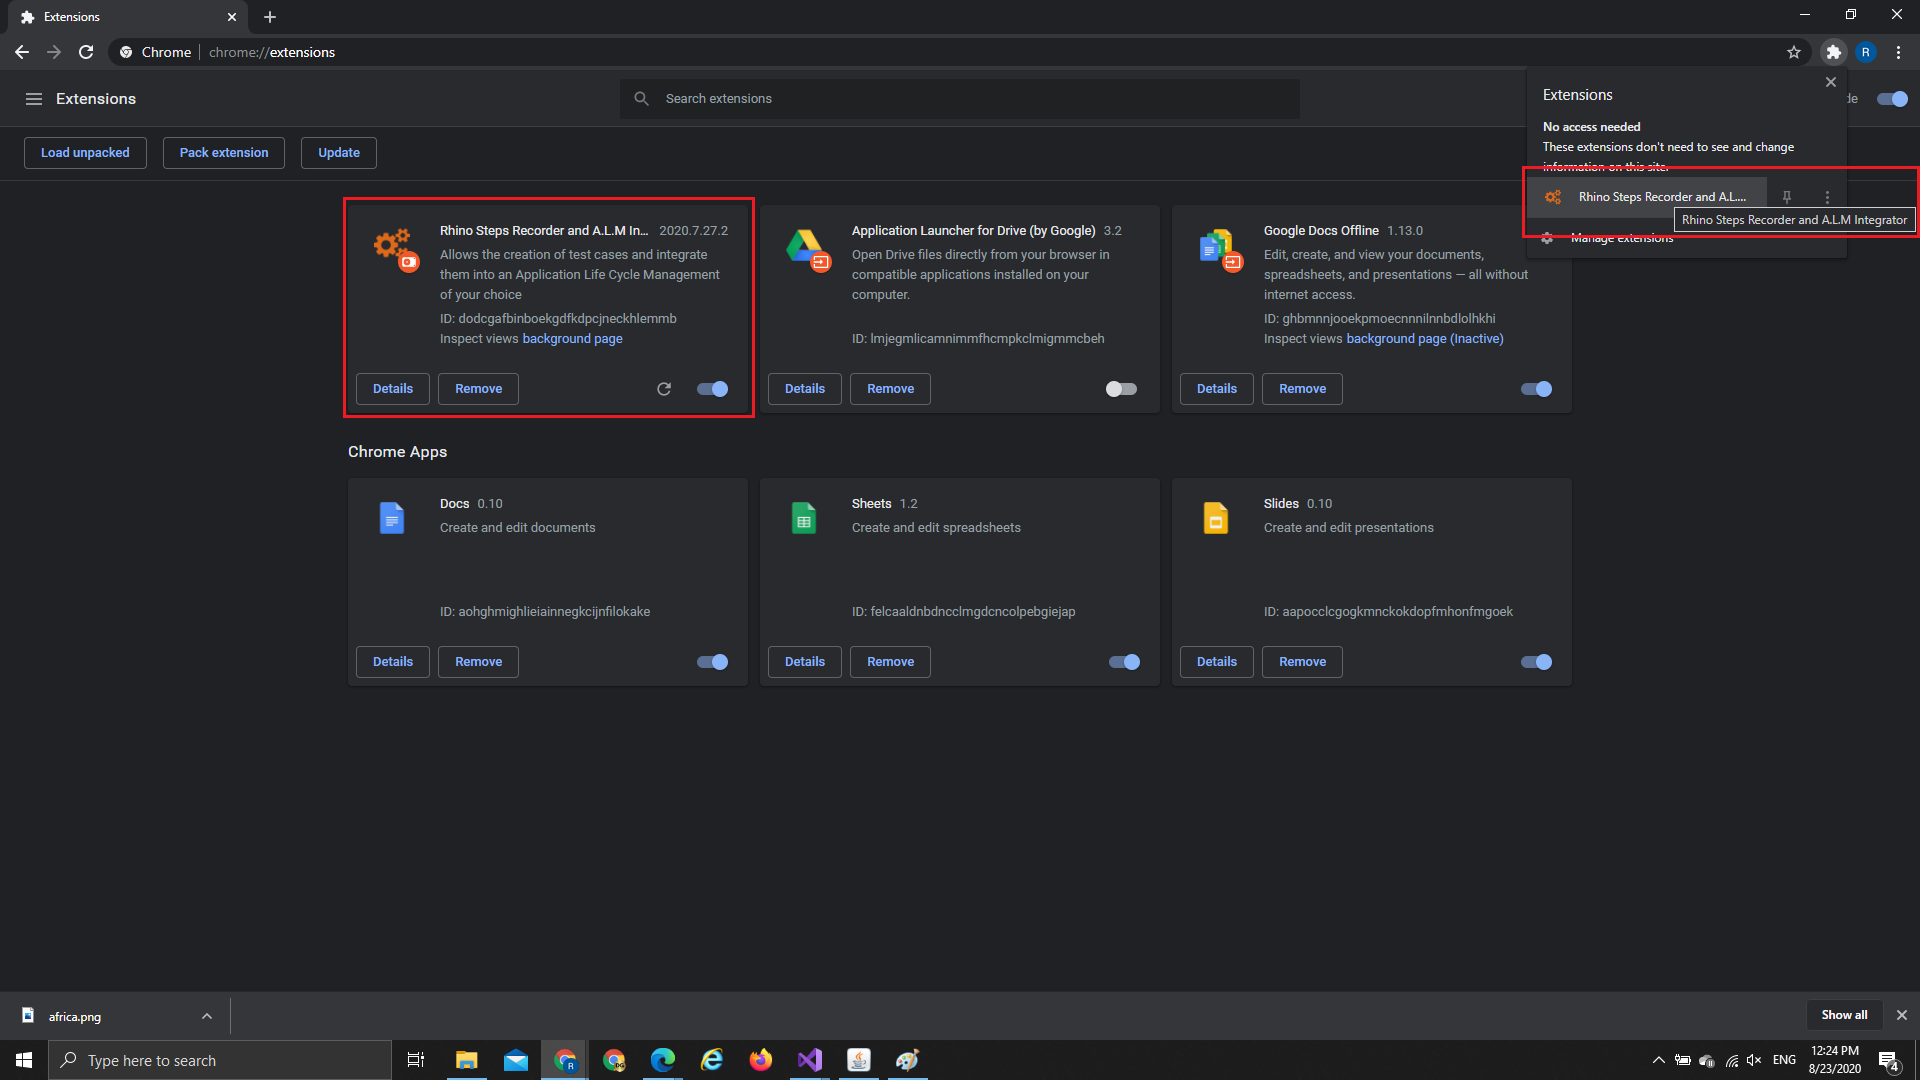 Extensions
Chrome
chrome://extensions
R
Extensions
Search extensions
de
Extensions
No access needed
These extensions don't need to see and change
information on this site.
Rhino Steps Recorder and A.L....
Rhino Steps Recorder and A.L.M Integrator
Manage extensions
Load unpacked
Pack extension
Update
Rhino Steps Recorder and A.L.M In... 2020.7.27.2
Allows the creation of test cases and integrate
them into an Application Life Cycle Management
of your choice
ID: dodcgafbinboekgdfkdpcjneckhlemmb
Inspect views background page
Details
Remove
Application Launcher for Drive (by Google) 3.2
Open Drive files directly from your browser in
compatible applications installed on your
computer.
ID: lmjegmlicamnimmfhcmpkclmigmmcbeh
Details
Remove
Google Docs Offline 1.13.0
Edit, create, and view your documents,
spreadsheets, and presentations — all without
internet access.
ID: ghbmnnjooekpmoecnnnilnnbdlolhkhi
Inspect views background page (Inactive)
Details
Remove
Chrome Apps
Docs 0.10
Create and edit documents
ID: aohghmighlieiainnegkcijnfilokake
Details
Remove
Sheets 1.2
Create and edit spreadsheets
ID: felcaaldnbdncclmgdcncolpebgiejap
Details
Remove
Slides 0.10
Create and edit presentations
ID: aapocclcgogkmnckokdopfmhonfmgoek
Details
Remove
africa.png
Show all
Type here to search
R
DG
ENG
12:24 PM
8/23/2020
4